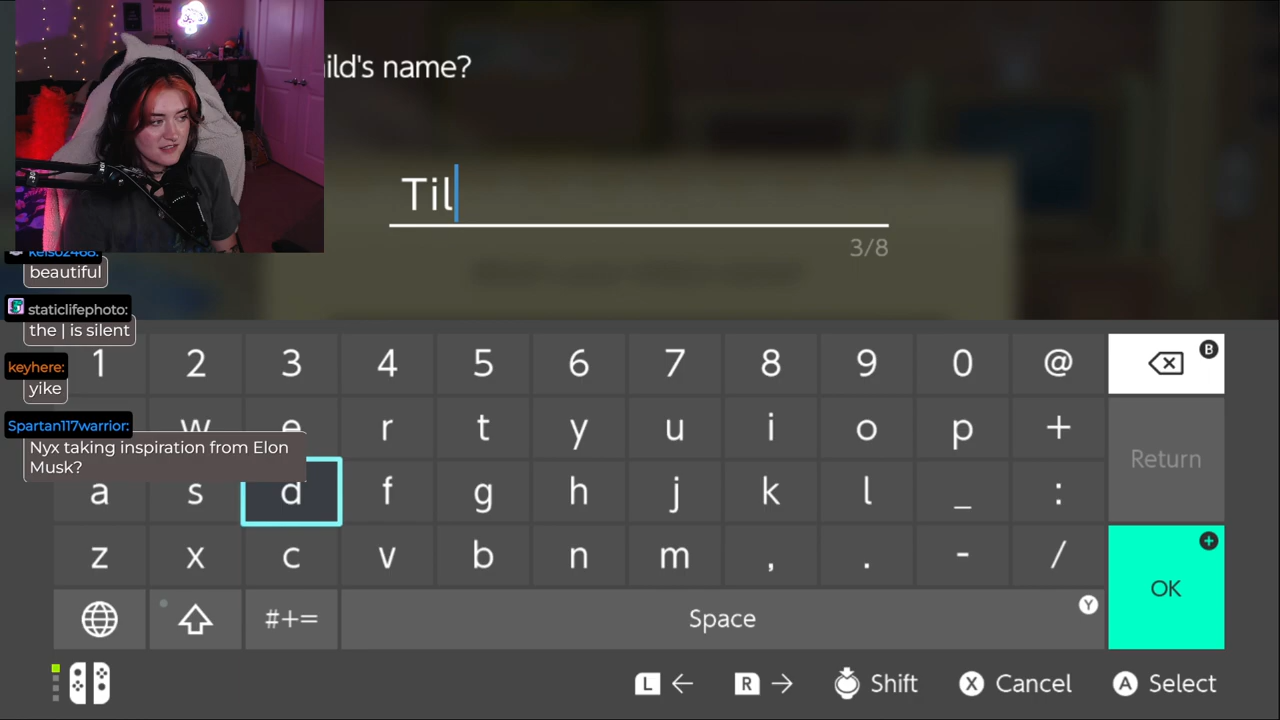 ild's name?
Til
3/8
kelso2468:
beautiful
staticlifephoto:
the | is silent
keyhere:
yike
Spartan117warrior:
Nyx taking inspiration from Elon
Musk?
1 2 3 4 5 6 7 8 9 0 @ B
w e r t y u i o p + Return
a s d f g h j k l _ :
z x c v b n m , . - / OK +
#+= Space Y
L ← R → Shift X Cancel A Select